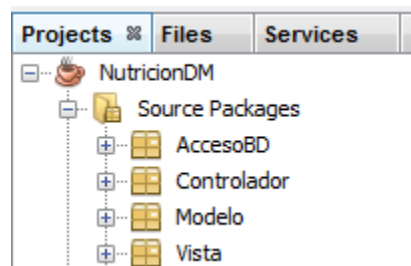 Projects Files Services
NutricionDM
Source Packages
AccesoBD
Controlador
Modelo
Vista